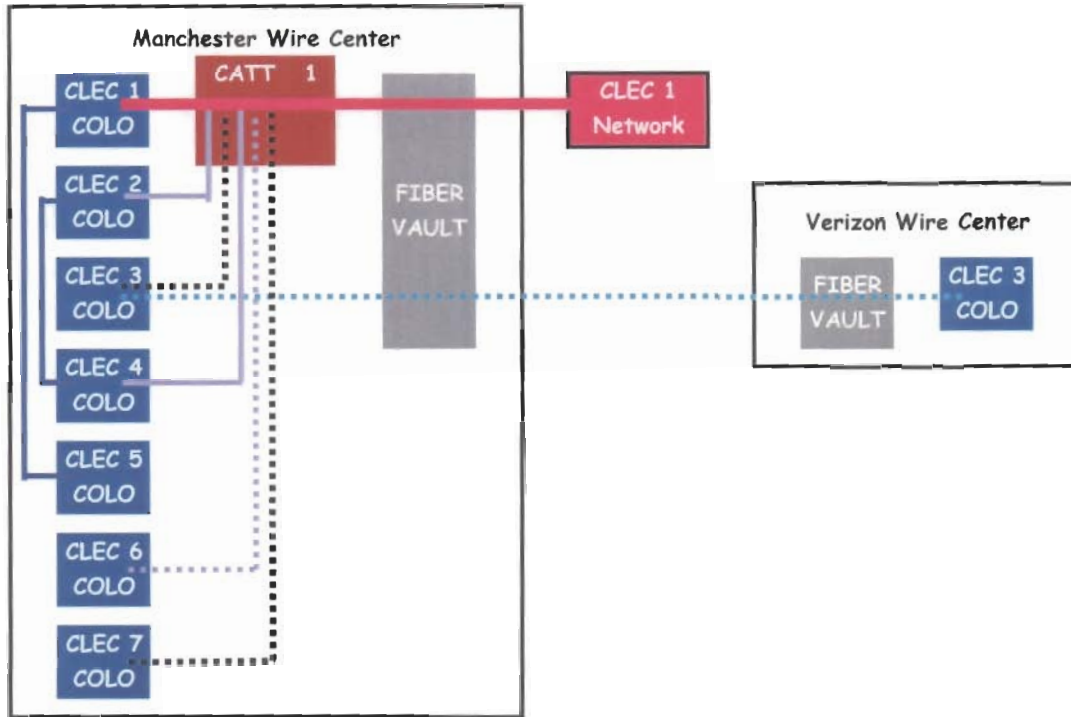 Manchester Wire Center
CLEC 1
COLO
CATT 1
CLEC 1
Network
CLEC 2
COLO
FIBER
VAULT
Verizon Wire Center
CLEC 3
COLO
FIBER
VAULT
CLEC 3
COLO
CLEC 4
COLO
CLEC 5
COLO
CLEC 6
COLO
CLEC 7
COLO